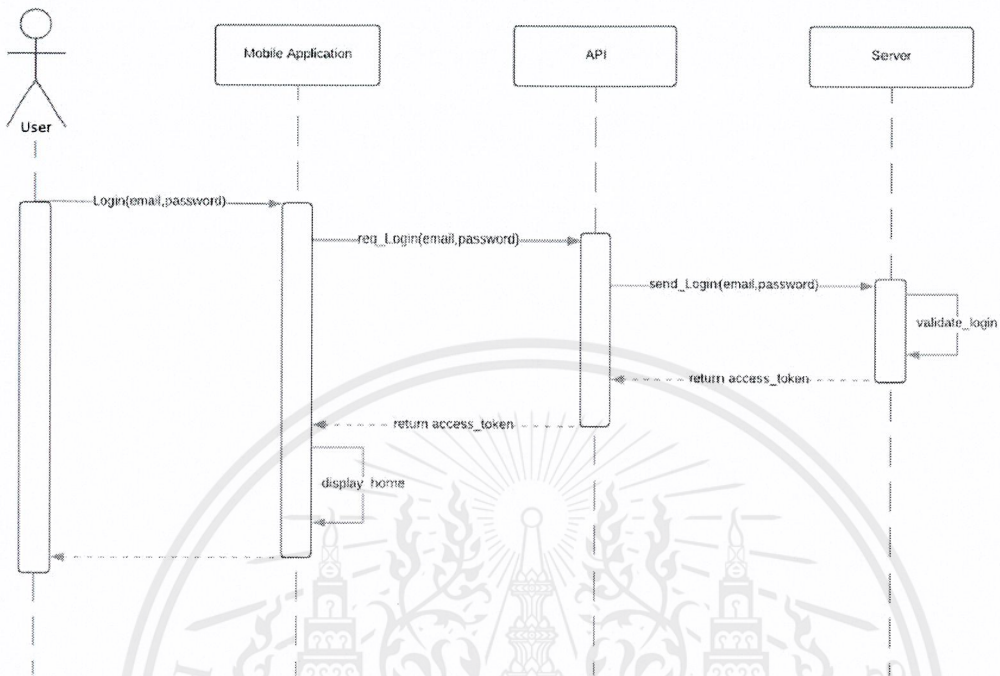 Mobile Application
API
Server
User
Login(email,password)
req_Login(email,password)
send_Login(email,password)
validate_login
return access_token
return access_token
display_home